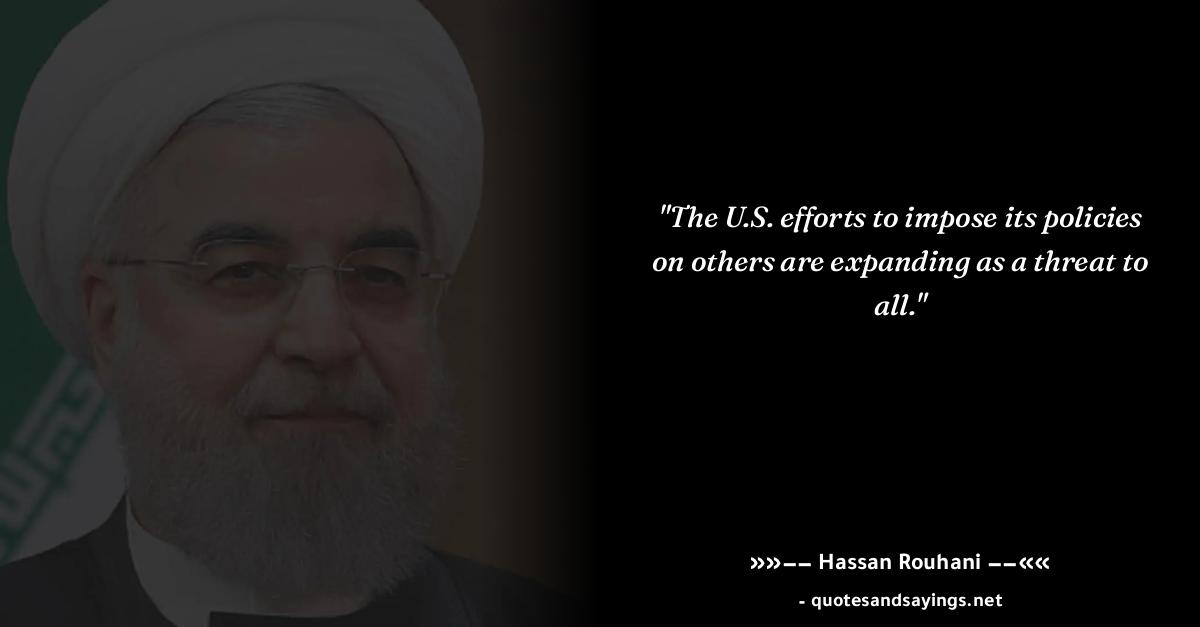 "The U.S. efforts to impose its policies
on others are expanding as a threat to
all."
»»–– Hassan Rouhani ––««
- quotesandsayings.net